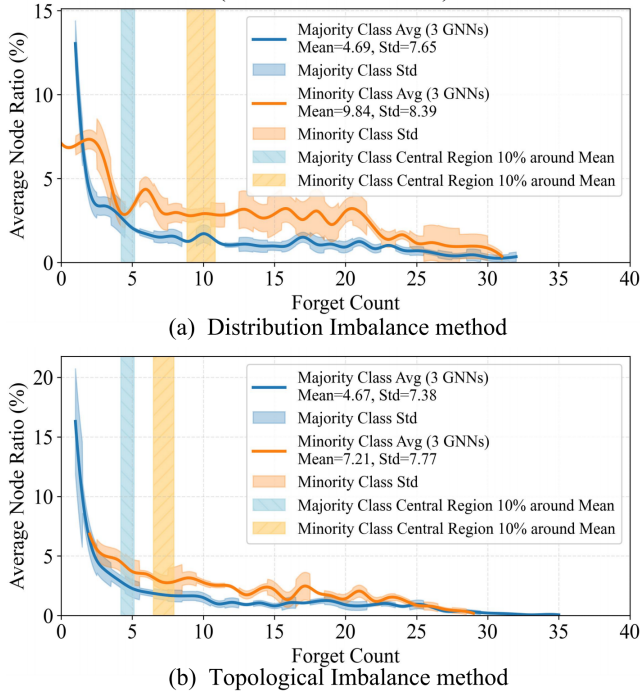 15
10
5
0
Average Node Ratio (%)
Majority Class Avg (3 GNNs)
Mean=4.69, Std=7.65
Majority Class Std
Minority Class Avg (3 GNNs)
Mean=9.84, Std=8.39
Minority Class Std
Majority Class Central Region 10% around Mean
Minority Class Central Region 10% around Mean
0 5 10 15 20 25 30 35 40
Forget Count
(a) Distribution Imbalance method
20
15
10
5
0
Average Node Ratio (%)
Majority Class Avg (3 GNNs)
Mean=4.67, Std=7.38
Majority Class Std
Minority Class Avg (3 GNNs)
Mean=7.21, Std=7.77
Minority Class Std
Majority Class Central Region 10% around Mean
Minority Class Central Region 10% around Mean
0 5 10 15 20 25 30 35 40
Forget Count
(b) Topological Imbalance method